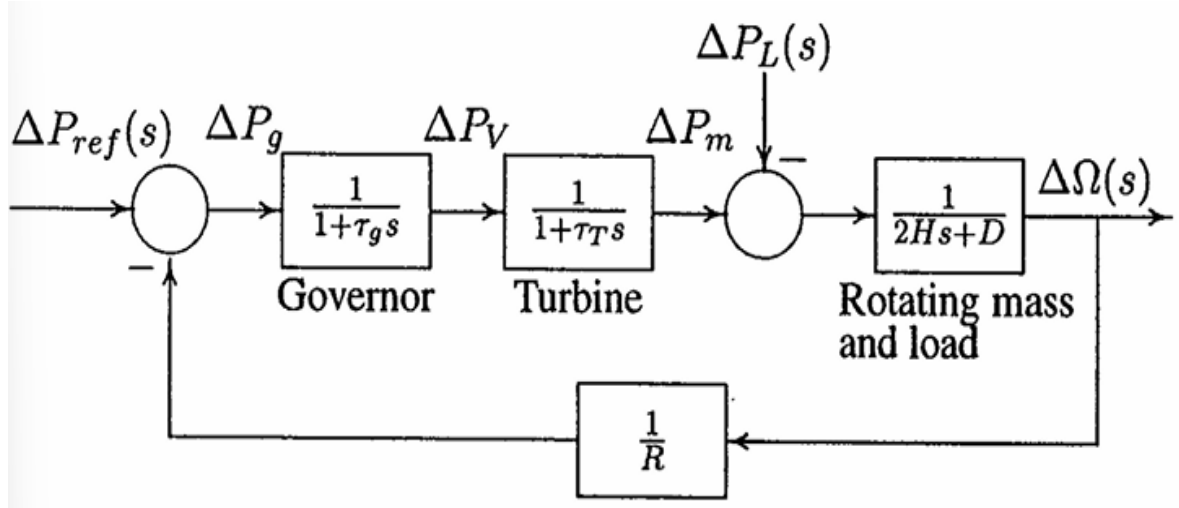 ΔP_L(s)
ΔP_ref(s)
ΔP_g
ΔP_V
ΔP_m
−
ΔΩ(s)
1/(1+τ_g s)
1/(1+τ_T s)
1/(2Hs+D)
−
Governor
Turbine
Rotating mass
and load
1/R